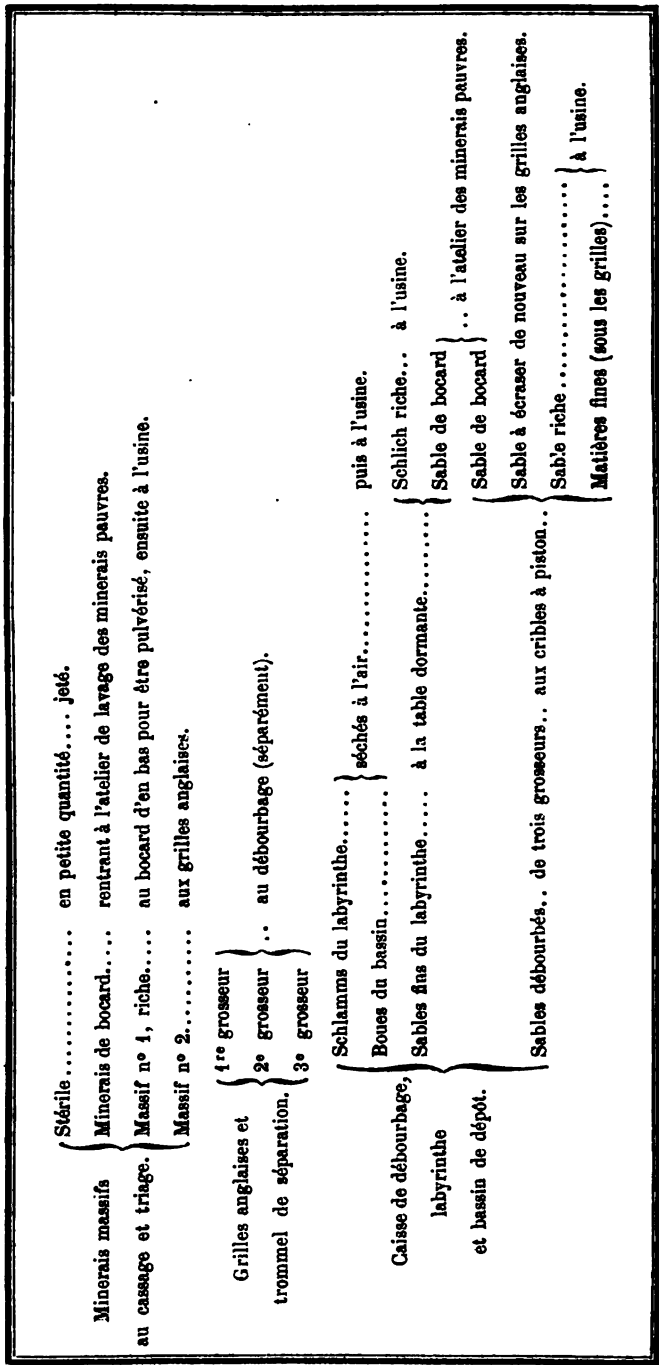 Stérile.............. en petite quantité.... jeté.
Minerais massifs
Minerais de bocard..... rentrant à l'atelier de lavage des minerais pauvres.
au cassage et triage. Massif nº 1, riche..... au bocard d'en bas pour être pulvérisé, ensuite à l'usine.
Massif nº 2.......... aux grilles anglaises.
1re grosseur
Grilles anglaises et
2e grosseur .. au débourbage (séparément).
trommel de séparation.
3e grosseur
Schlamms du labyrinthe......
séchés à l'air.............. puis à l'usine.
Boues du bassin.............
Caisse de débourbage,
labyrinthe
et bassin de dépôt.
Sables fins du labyrinthe..... à la table dormante.........
Schlich riche... à l'usine.
Sable de bocard
.. à l'atelier des minerais pauvres.
Sable de bocard
Sables débourbés.. de trois grosseurs.. aux cribles à piston..
Sable à écraser de nouveau sur les grilles anglaises.
Sable riche......................
à l'usine.
Matières fines (sous les grilles)....